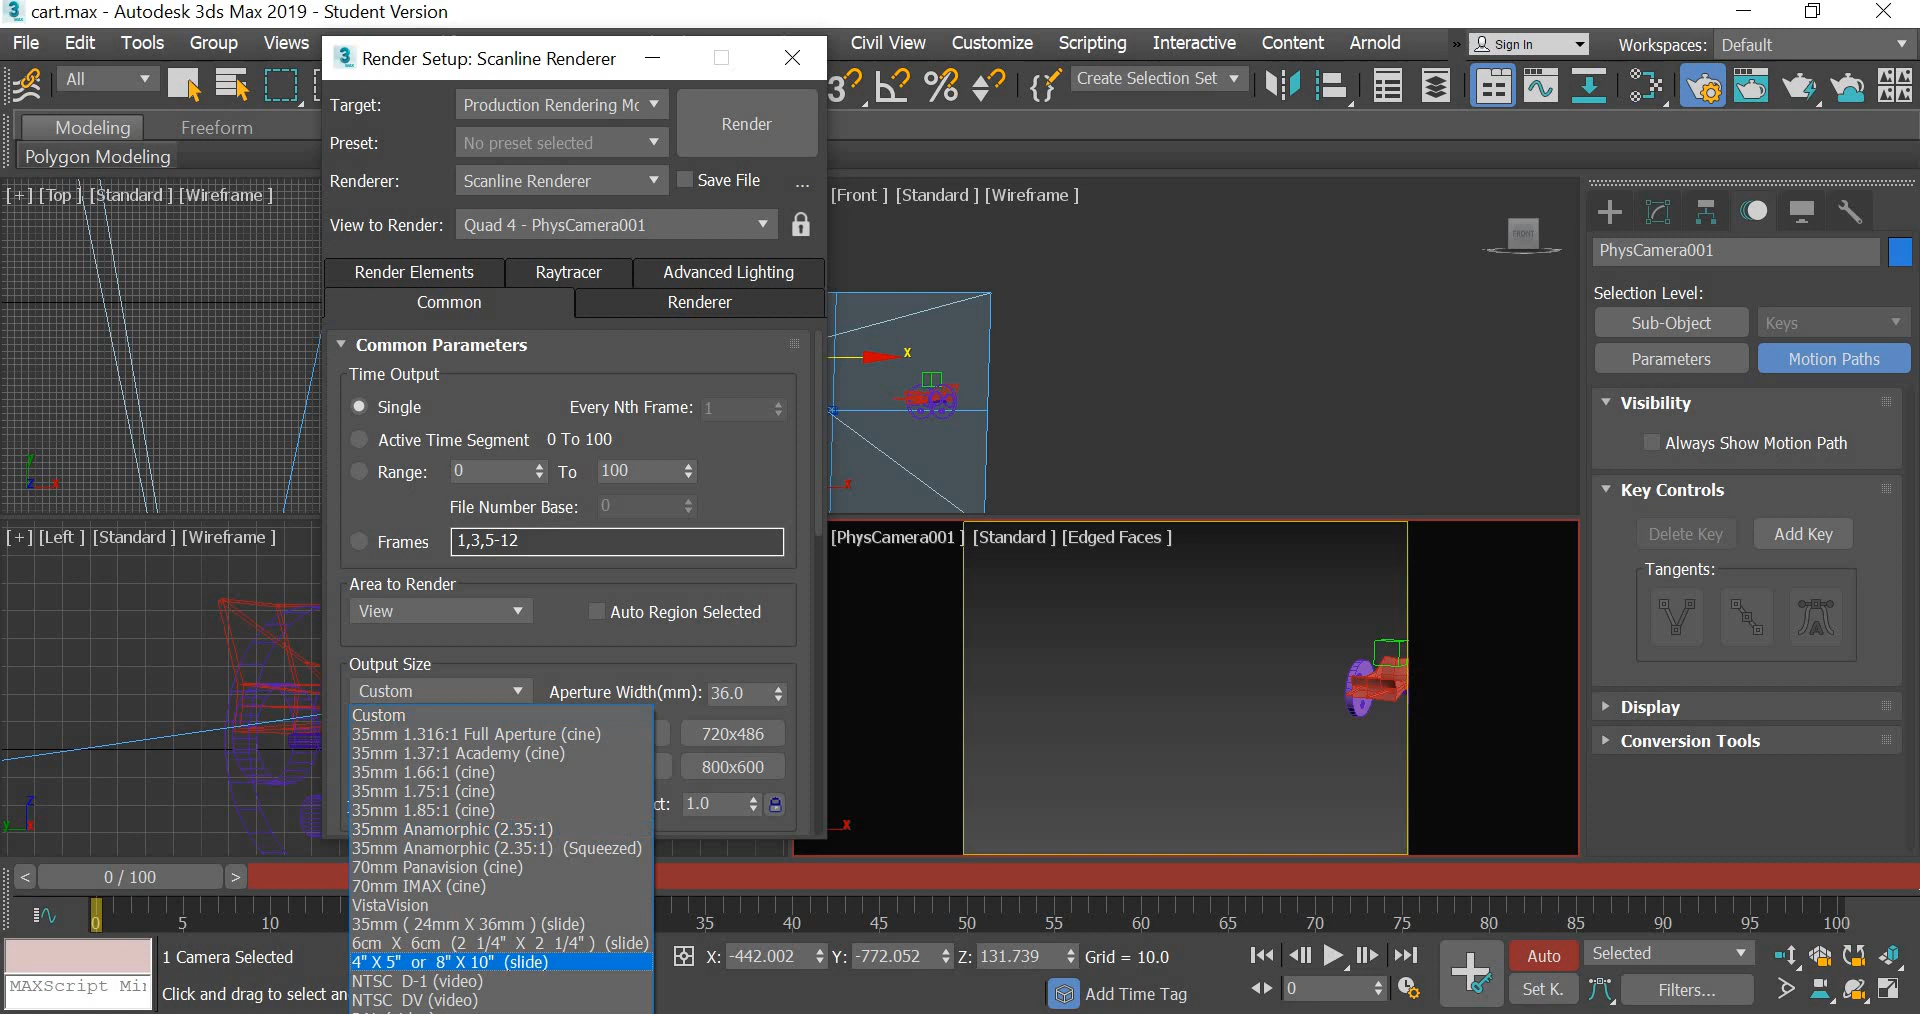 cart.max - Autodesk 3ds Max 2019 - Student Version
File Edit Tools Group Views Civil View Customize Scripting Interactive Content Arnold » Sign In Workspaces: Default
All Create Selection Set
Modeling Freeform
Polygon Modeling
Render Setup: Scanline Renderer
Target: Production Rendering Mc
Render
Preset: No preset selected
Renderer: Scanline Renderer Save File ...
View to Render: Quad 4 - PhysCamera001
Render Elements Raytracer Advanced Lighting
Common Renderer
Common Parameters
Time Output
Single Every Nth Frame: 1
Active Time Segment 0 To 100
Range: 0 To 100
File Number Base: 0
Frames 1,3,5-12
Area to Render
View Auto Region Selected
Output Size
Custom Aperture Width(mm): 36.0
Custom
35mm 1.316:1 Full Aperture (cine)
720x486
35mm 1.37:1 Academy (cine)
35mm 1.66:1 (cine)
800x600
35mm 1.75:1 (cine)
35mm 1.85:1 (cine)
ct: 1.0
35mm Anamorphic (2.35:1)
35mm Anamorphic (2.35:1) (Squeezed)
70mm Panavision (cine)
70mm IMAX (cine)
VistaVision
35mm ( 24mm X 36mm ) (slide)
6cm X 6cm (2 1/4" X 2 1/4" ) (slide)
4" X 5" or 8" X 10" (slide)
NTSC D-1 (video)
NTSC DV (video)
[+] [Top ] [Standard ] [Wireframe ]
y
z x
[Front ] [Standard ] [Wireframe ]
FRONT
x
x
[+] [Left ] [Standard ] [Wireframe ]
z
y x
[PhysCamera001 ] [Standard ] [Edged Faces ]
x
PhysCamera001
Selection Level:
Sub-Object Keys
Parameters Motion Paths
Visibility
Always Show Motion Path
Key Controls
Delete Key Add Key
Tangents:
Display
Conversion Tools
< 0 / 100 >
0 5 10 35 40 45 50 55 60 65 70 75 80 85 90 95 100
1 Camera Selected
X: -442.002 Y: -772.052 Z: 131.739 Grid = 10.0
Auto Selected
MAXScript Mi
Click and drag to select an
Add Time Tag
0
Set K. Filters...